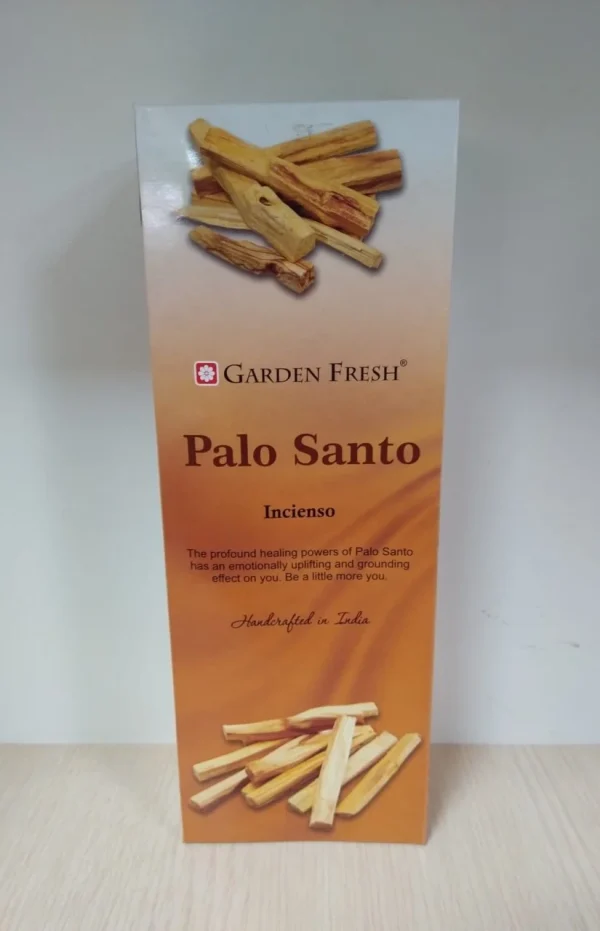 GARDEN FRESH®
Palo Santo
Incienso
The profound healing powers of Palo Santo
has an emotionally uplifting and grounding
effect on you. Be a little more you.
Handcrafted in India